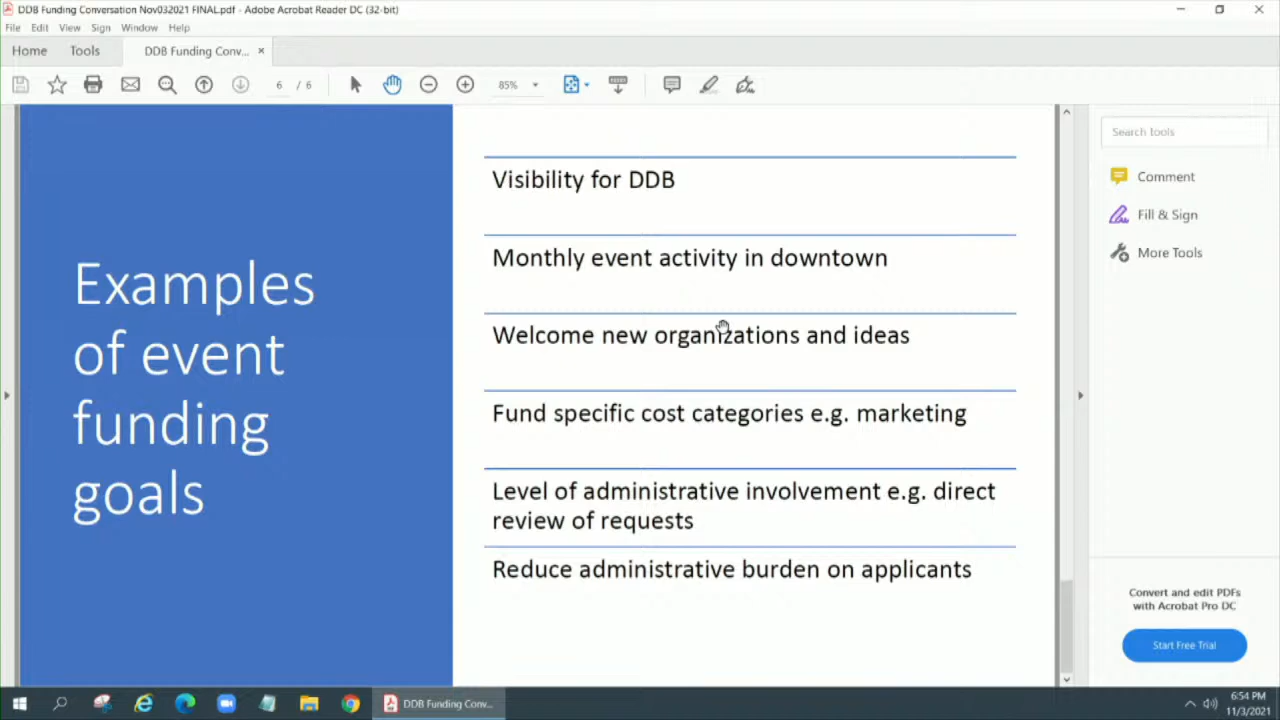 DDB Funding Conversation Nov032021 FINAL.pdf - Adobe Acrobat Reader DC (32-bit)
File Edit View Sign Window Help
Home Tools DDB Funding Conv... ×
6 / 6 85%
Search tools
Comment
Fill & Sign
More Tools
Examples
of event
funding
goals
Visibility for DDB
Monthly event activity in downtown
Welcome new organizations and ideas
Fund specific cost categories e.g. marketing
Level of administrative involvement e.g. direct
review of requests
Reduce administrative burden on applicants
Convert and edit PDFs
with Acrobat Pro DC
Start Free Trial
DDB Funding Conv...
6:54 PM
11/3/2021